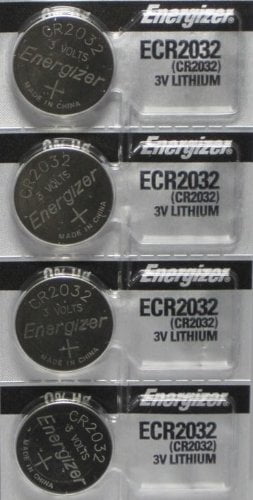 Energizer
CR2032
3 VOLTS
Energizer
+
MADE IN CHINA
ECR2032
(CR2032)
3V LITHIUM
Energizer
CR2032
3 VOLTS
Energizer
+
MADE IN CHINA
ECR2032
(CR2032)
3V LITHIUM
Energizer
CR2032
3 VOLTS
Energizer
+
MADE IN CHINA
ECR2032
(CR2032)
3V LITHIUM
Energizer
CR2032
3 VOLTS
Energizer
+
MADE IN CHINA
ECR2032
(CR2032)
3V LITHIUM